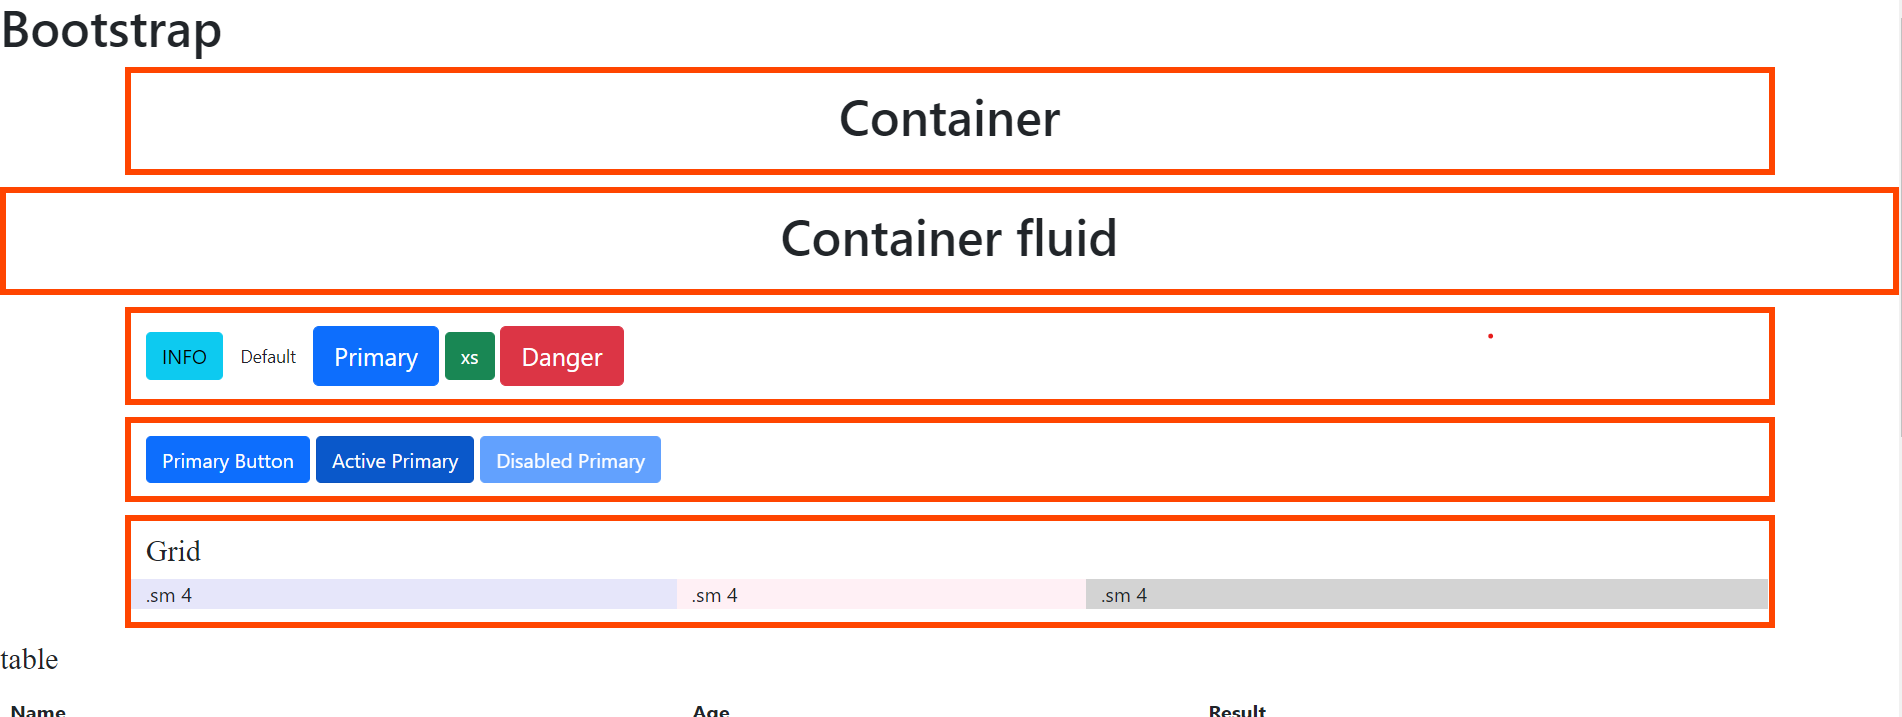 Bootstrap
Container
Container fluid
INFO Default Primary xs Danger
Primary Button Active Primary Disabled Primary
Grid
.sm 4 .sm 4 .sm 4
table
Name Age Result